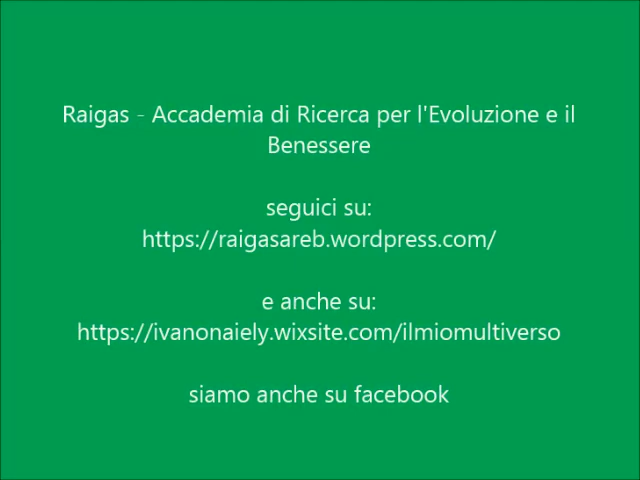 Raigas - Accademia di Ricerca per l'Evoluzione e il
Benessere
seguici su:
https://raigasareb.wordpress.com/
e anche su:
https://ivanonaiely.wixsite.com/ilmiomultiverso
siamo anche su facebook